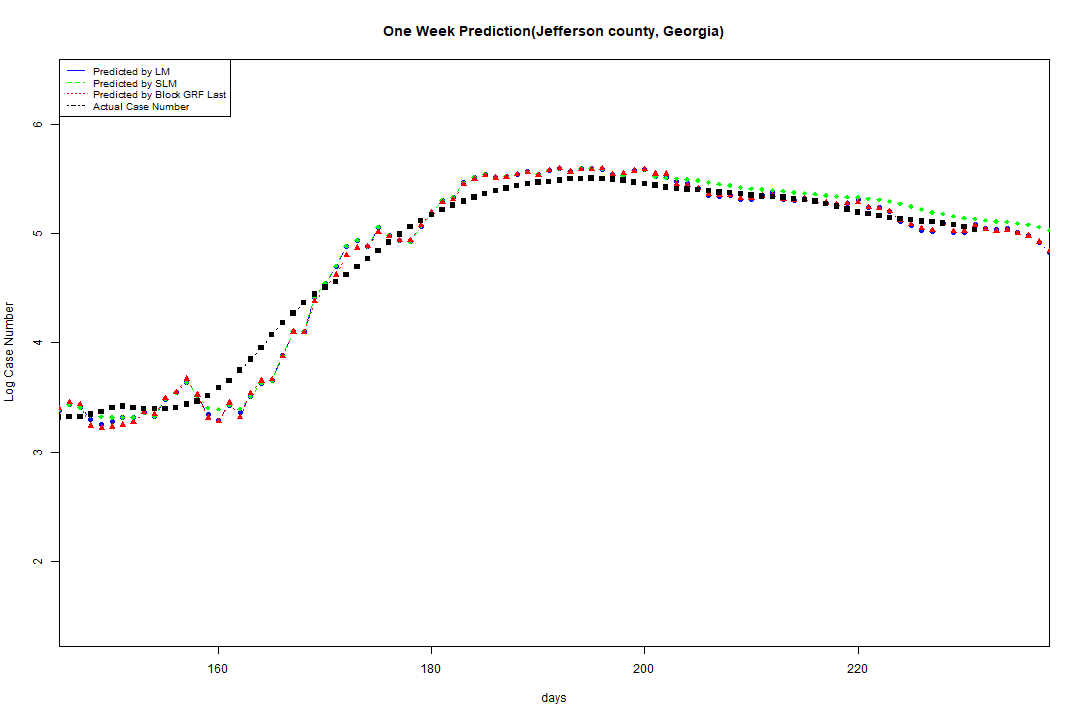 One Week Prediction(Jefferson county, Georgia)
Predicted by LM
Predicted by SLM
Predicted by Block GRF Last
Actual Case Number
6
5
4
3
2
Log Case Number
160 180 200 220
days